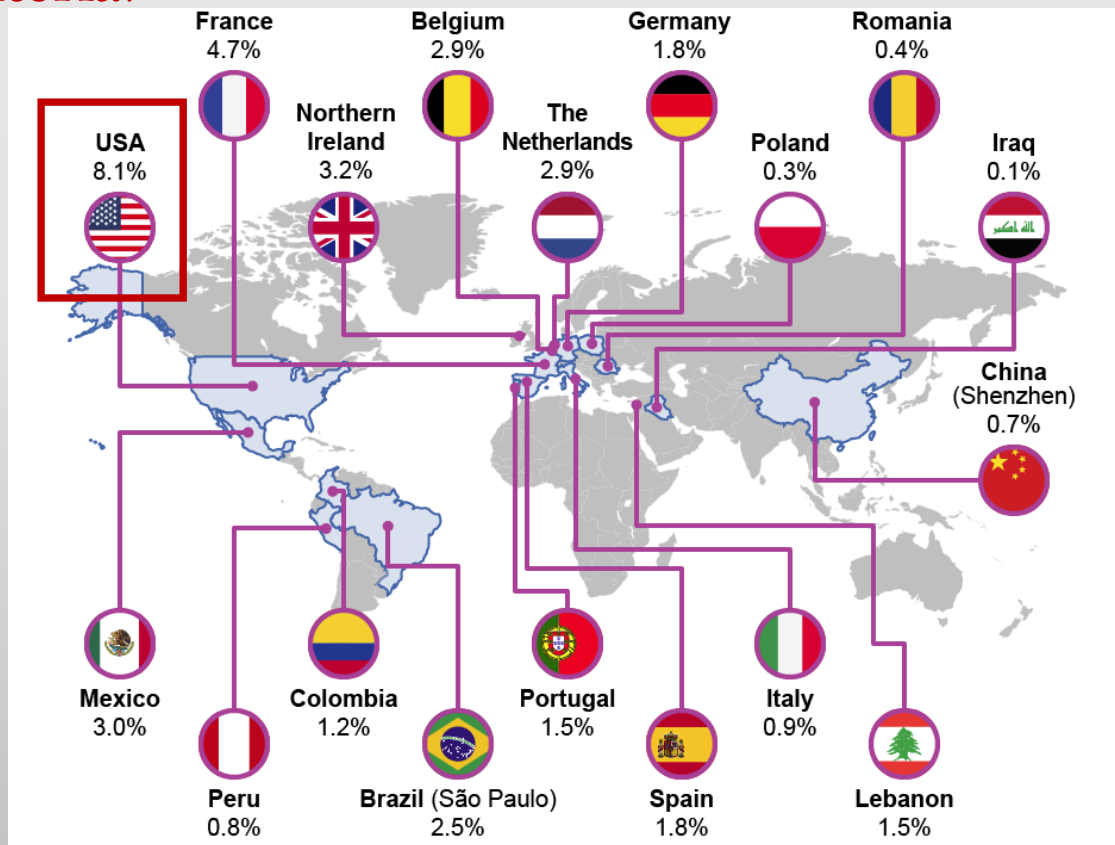 France
4.7%
Belgium
2.9%
Germany
1.8%
Romania
0.4%
USA
8.1%
Northern
Ireland
3.2%
The
Netherlands
2.9%
Poland
0.3%
Iraq
0.1%
الله اكبر
China
(Shenzhen)
0.7%
Mexico
3.0%
Colombia
1.2%
Portugal
1.5%
Italy
0.9%
Peru
0.8%
Brazil (São Paulo)
2.5%
Spain
1.8%
Lebanon
1.5%